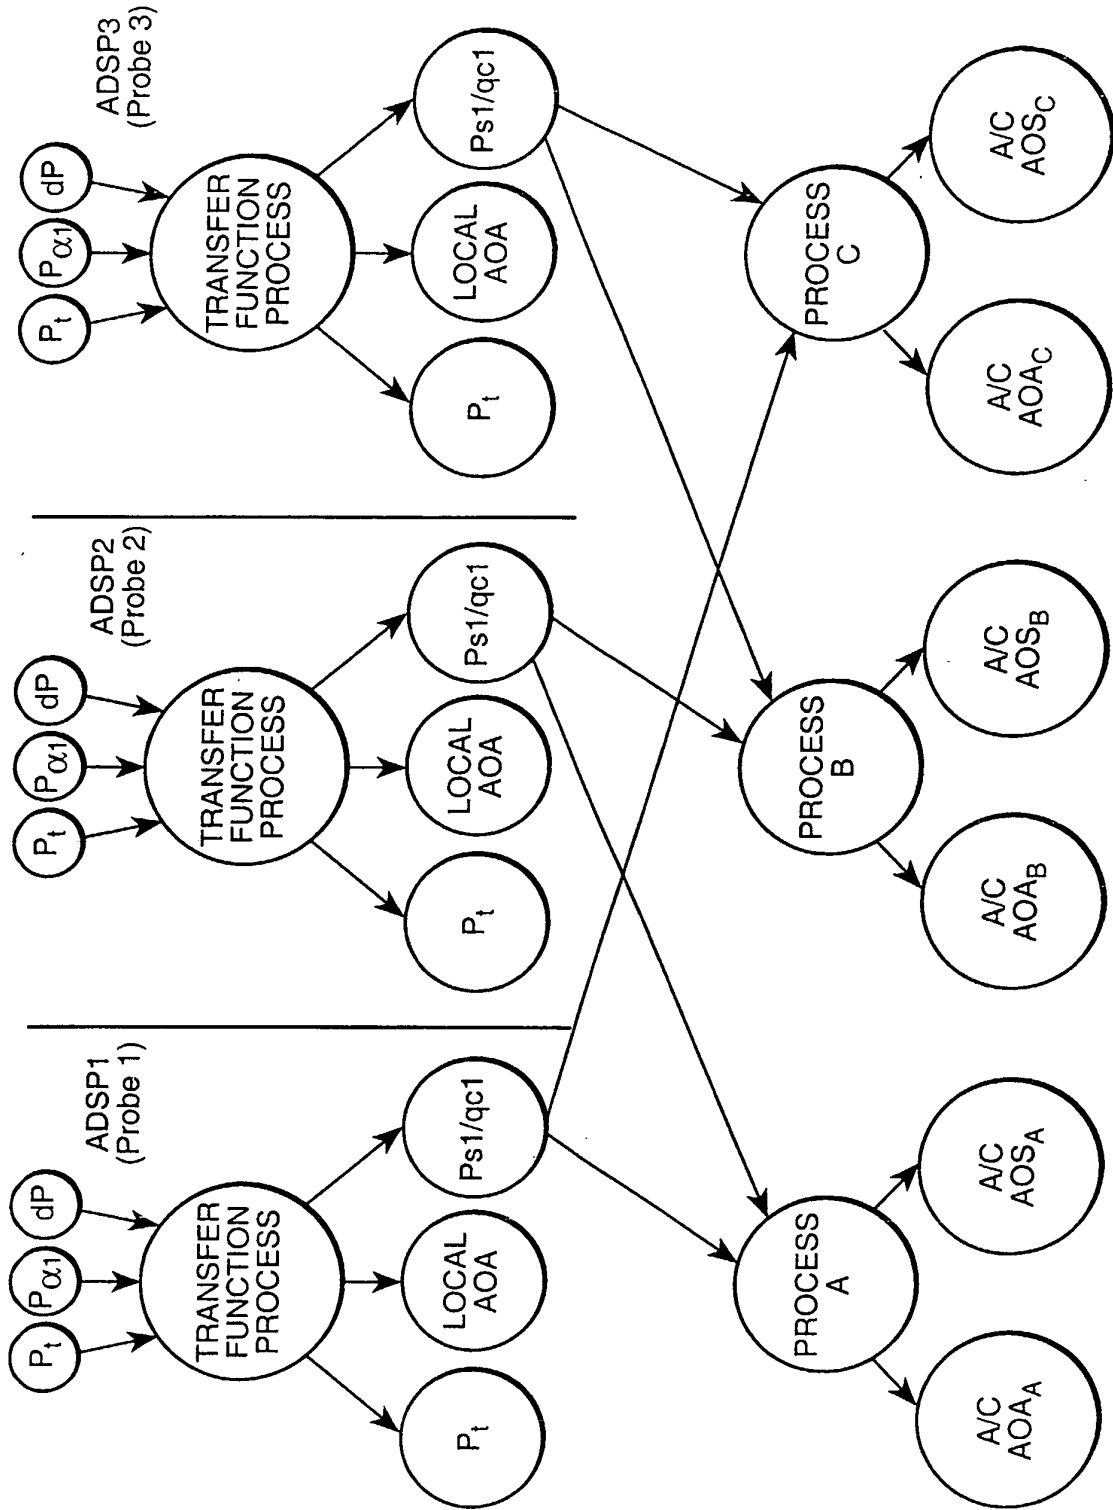 ADSP1
(Probe 1)
ADSP2
(Probe 2)
ADSP3
(Probe 3)
Pt
Pα1
dP
Pt
Pα1
dP
Pt
Pα1
dP
TRANSFER
FUNCTION
PROCESS
TRANSFER
FUNCTION
PROCESS
TRANSFER
FUNCTION
PROCESS
Pt
LOCAL
AOA
Ps1/qc1
Pt
LOCAL
AOA
Ps1/qc1
Pt
LOCAL
AOA
Ps1/qc1
PROCESS
A
PROCESS
B
PROCESS
C
A/C
AOAA
A/C
AOSA
A/C
AOAB
A/C
AOSB
A/C
AOAC
A/C
AOSC